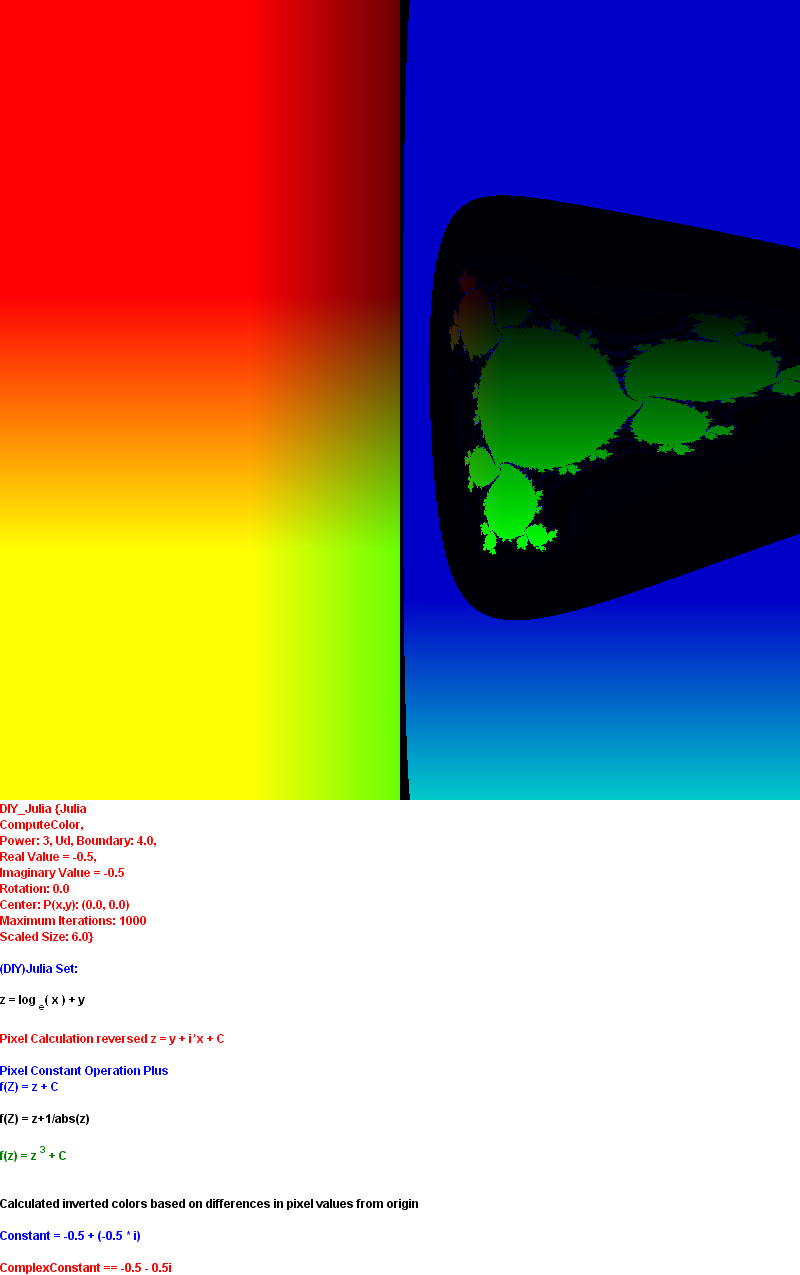 DIY_Julia {Julia
ComputeColor,
Power: 3, Ud, Boundary: 4.0,
Real Value = -0.5,
Imaginary Value = -0.5
Rotation: 0.0
Center: P(x,y): (0.0, 0.0)
Maximum Iterations: 1000
Scaled Size: 6.0}
(DIY)Julia Set:
z = log e( x ) + y
Pixel Calculation reversed z = y + i*x + C
Pixel Constant Operation Plus
f(Z) = z + C
f(Z) = z+1/abs(z)
f(z) = z 3 + C
Calculated inverted colors based on differences in pixel values from origin
Constant = -0.5 + (-0.5 * i)
ComplexConstant == -0.5 - 0.5i